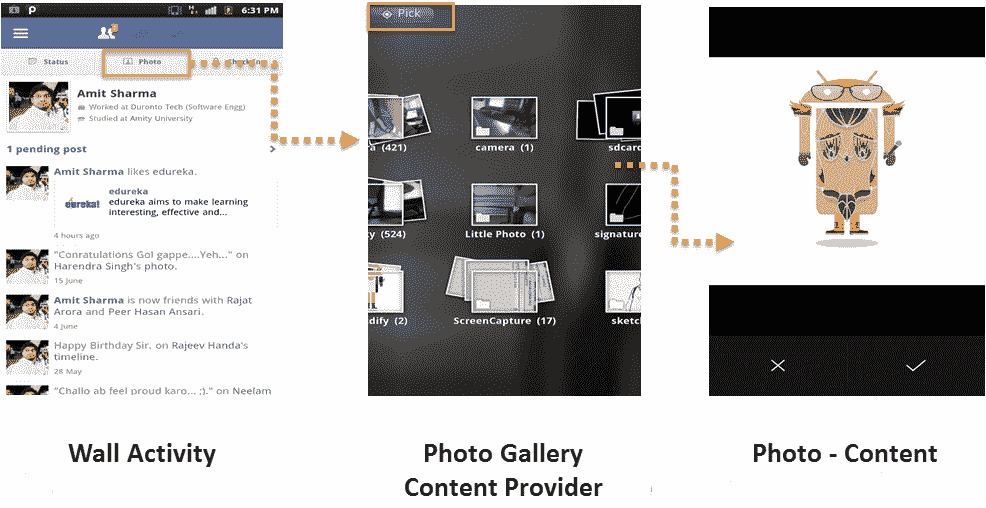 6:31 PM
2
Status
Photo
Check In
Amit Sharma
Worked at Duronto Tech (Software Engg)
Studied at Amity University
1 pending post
Amit Sharma likes edureka.
edureka!
edureka
edureka aims to make learning
interesting, effective and...
4 hours ago
"Conratulations Gol gappe....Yeh..." on
Harendra Singh's photo.
15 June
Amit Sharma is now friends with Rajat
Arora and Peer Hasan Ansari.
4 June
Happy Birthday Sir. on Rajeev Handa's
timeline.
28 May
"Challo ab feel proud karo... ;)." on Neelam
Wall Activity
Pick
a (421)
camera (1)
sdcard
(524)
Little Photo (1)
signature
dify (2)
ScreenCapture (17)
sketc
Photo Gallery
Content Provider
Photo - Content